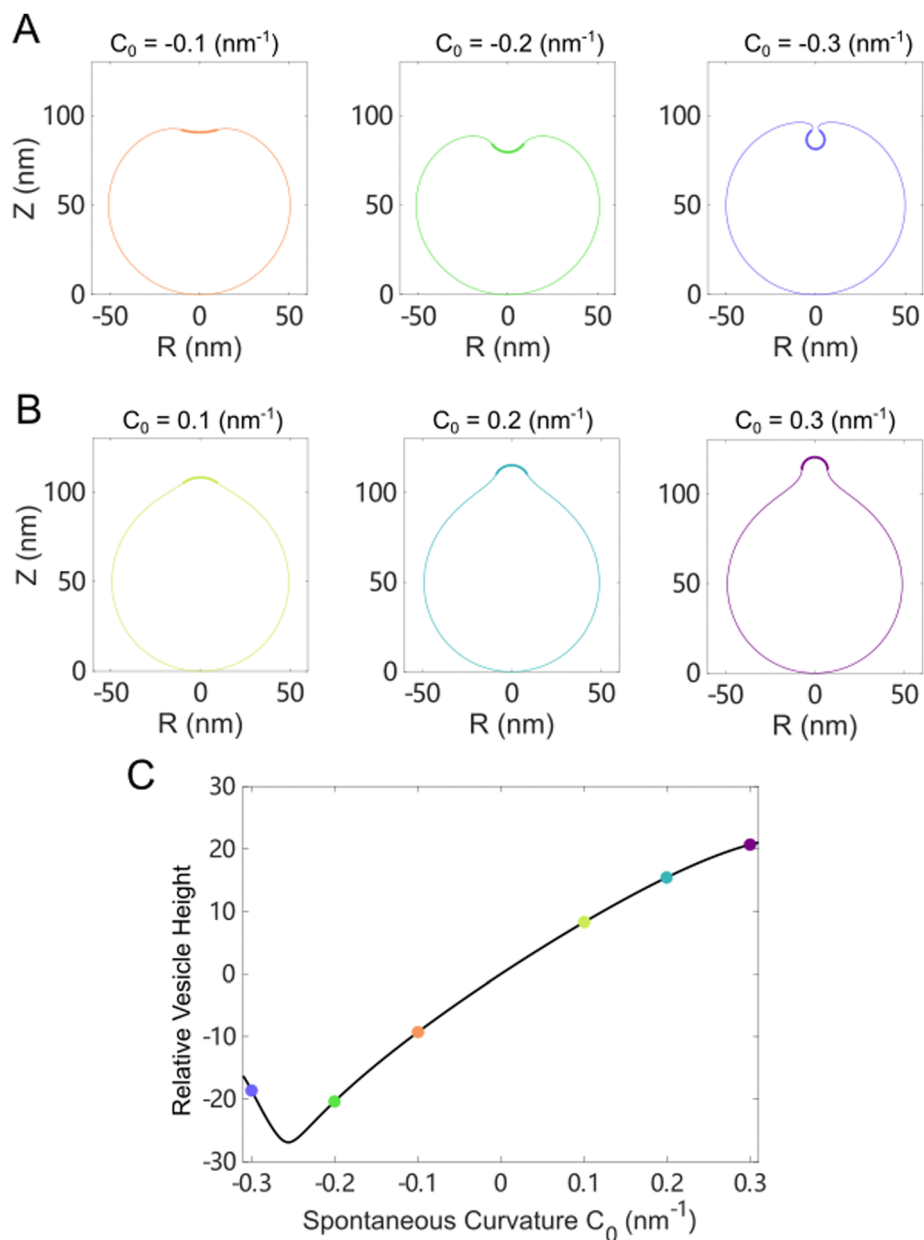 A
C₀ = -0.1 (nm⁻¹)
C₀ = -0.2 (nm⁻¹)
C₀ = -0.3 (nm⁻¹)
Z (nm)
100
50
0
-50 0 50
R (nm)
100
50
0
-50 0 50
R (nm)
100
50
0
-50 0 50
R (nm)
B
C₀ = 0.1 (nm⁻¹)
C₀ = 0.2 (nm⁻¹)
C₀ = 0.3 (nm⁻¹)
Z (nm)
100
50
0
-50 0 50
R (nm)
100
50
0
-50 0 50
R (nm)
100
50
0
-50 0 50
R (nm)
C
Relative Vesicle Height
30
20
10
0
-10
-20
-30
-0.3 -0.2 -0.1 0 0.1 0.2 0.3
Spontaneous Curvature C₀ (nm⁻¹)